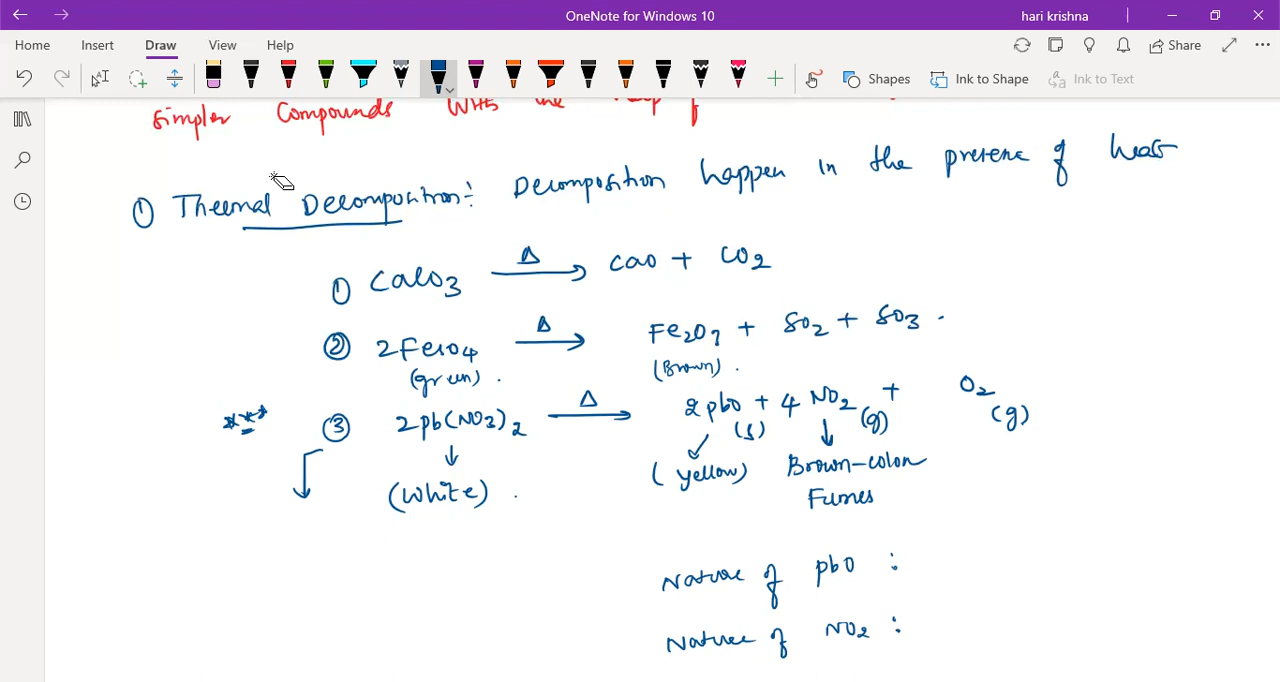 OneNote for Windows 10
hari krishna
Home Insert Draw View Help
Share
Shapes Ink to Shape Ink to Text
simpler Compounds With the
① Thermal Decomposition: Decomposition happen in the presence of heat
① CaCO3 Δ→ CaO + CO2
② 2FeSO4 Δ→ Fe2O3 + SO2 + SO3 .
(green) . (Brown) .
*** ③ 2Pb(NO3)2 Δ→ 2PbO + 4NO2 + O2
(s) (g) (g)
(White) . (yellow) Brown-colour
Fumes
Nature of PbO :
Nature of NO2 :